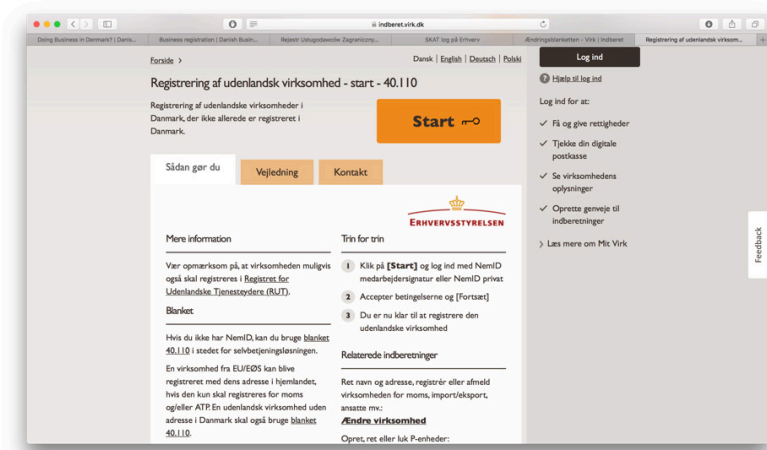 indberet.virk.dk
Doing Business in Denmark? | Danis...
Business registration | Danish Busin...
Rejestr Usługodawców Zagraniczny...
SKAT log på Erhverv
Ændringsblanketten - Virk | Indberet
Registrering af udenlandsk virksom...
Forside >
Dansk | English | Deutsch | Polski
Registrering af udenlandsk virksomhed - start - 40.110
Registrering af udenlandske virksomheder i
Danmark, der ikke allerede er registreret i
Danmark.
Start
Sådan gør du
Vejledning
Kontakt
ERHVERVSSTYRELSEN
Mere information
Vær opmærksom på, at virksomheden muligvis
også skal registreres i Registret for
Udenlandske Tjenesteydere (RUT).
Blanket
Hvis du ikke har NemID, kan du bruge blanket
40.110 i stedet for selvbetjeningsløsningen.
En virksomhed fra EU/EØS kan blive
registreret med dens adresse i hjemlandet,
hvis den kun skal registreres for moms
og/eller ATP. En udenlandsk virksomhed uden
adresse i Danmark skal også bruge blanket
40.110.
Trin for trin
1 Klik på [Start] og log ind med NemID
medarbejdersignatur eller NemID privat
2 Accepter betingelserne og [Fortsæt]
3 Du er nu klar til at registrere den
udenlandske virksomhed
Relaterede indberetninger
Ret navn og adresse, registrér eller afmeld
virksomheden for moms, import/eksport,
ansatte mv.:
Ændre virksomhed
Opret, ret eller luk P-enheder:
Log ind
? Hjælp til log ind
Log ind for at:
✓ Få og give rettigheder
✓ Tjekke din digitale
postkasse
✓ Se virksomhedens
oplysninger
✓ Oprette genveje til
indberetninger
> Læs mere om Mit Virk
Feedback